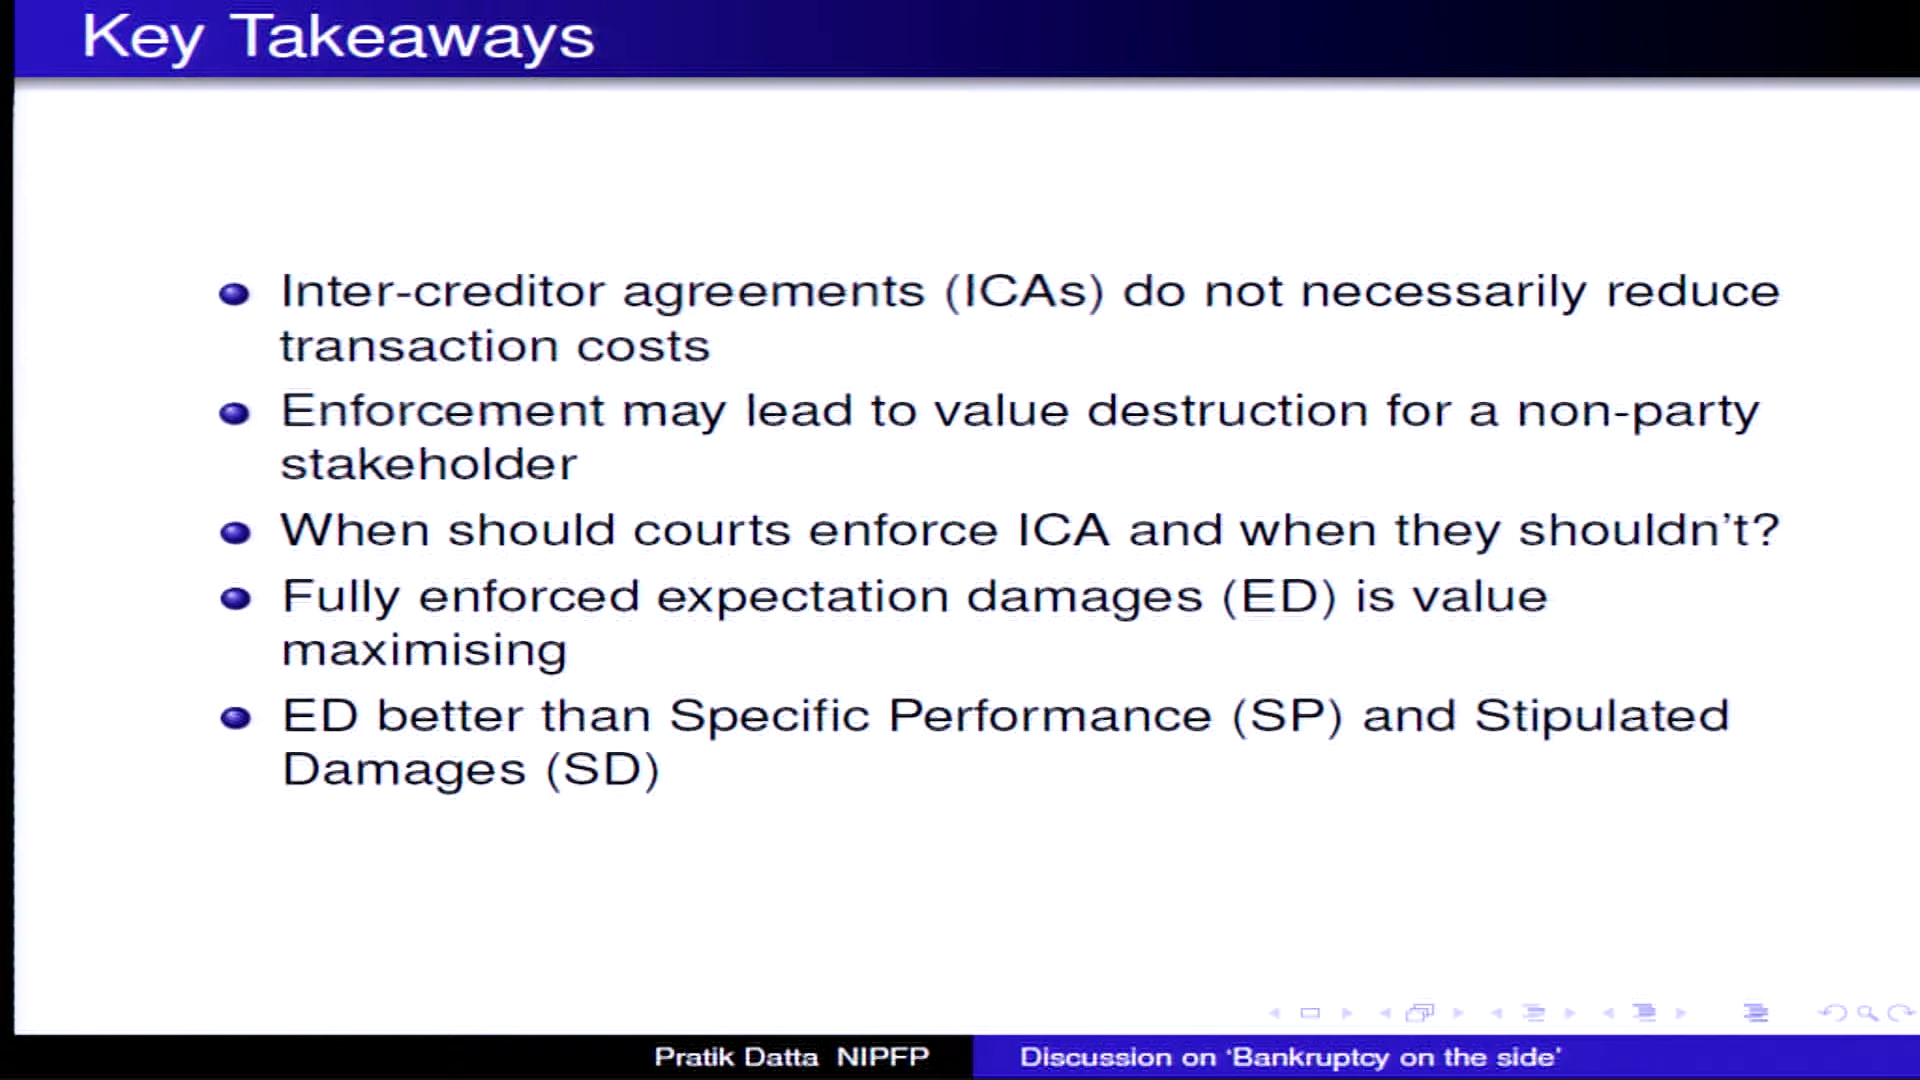 Key Takeaways
Inter-creditor agreements (ICAs) do not necessarily reduce
transaction costs
Enforcement may lead to value destruction for a non-party
stakeholder
When should courts enforce ICA and when they shouldn't?
Fully enforced expectation damages (ED) is value
maximising
ED better than Specific Performance (SP) and Stipulated
Damages (SD)
Pratik Datta NIPFP
Discussion on 'Bankruptcy on the side'